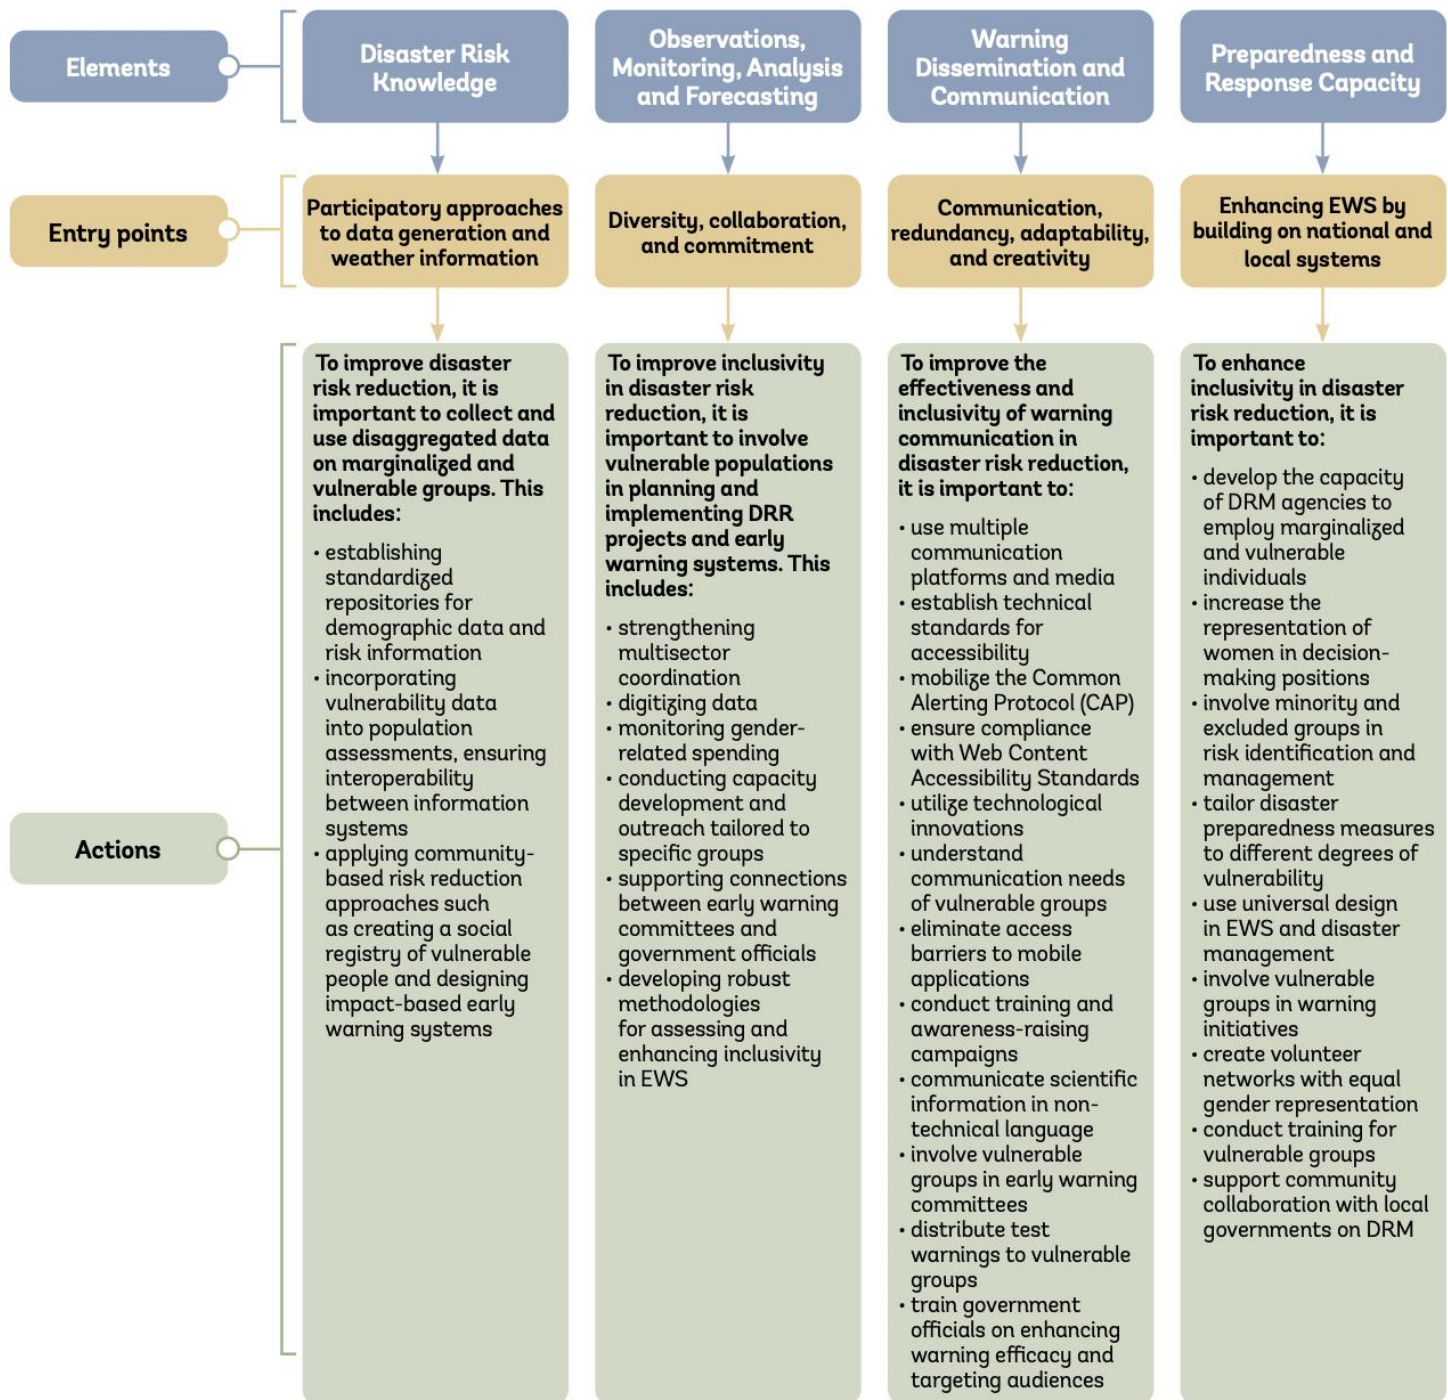 Elements
Disaster Risk
Knowledge
Observations,
Monitoring, Analysis
and Forecasting
Warning
Dissemination and
Communication
Preparedness and
Response Capacity
Entry points
Participatory approaches
to data generation and
weather information
Diversity, collaboration,
and commitment
Communication,
redundancy, adaptability,
and creativity
Enhancing EWS by
building on national and
local systems
Actions
To improve disaster
risk reduction, it is
important to collect and
use disaggregated data
on marginalized and
vulnerable groups. This
includes:
• establishing
standardized
repositories for
demographic data and
risk information
• incorporating
vulnerability data
into population
assessments, ensuring
interoperability
between information
systems
• applying community-
based risk reduction
approaches such
as creating a social
registry of vulnerable
people and designing
impact-based early
warning systems
To improve inclusivity
in disaster risk
reduction, it is
important to involve
vulnerable populations
in planning and
implementing DRR
projects and early
warning systems. This
includes:
• strengthening
multisector
coordination
• digitizing data
• monitoring gender-
related spending
• conducting capacity
development and
outreach tailored to
specific groups
• supporting connections
between early warning
committees and
government officials
• developing robust
methodologies
for assessing and
enhancing inclusivity
in EWS
To improve the
effectiveness and
inclusivity of warning
communication in
disaster risk reduction,
it is important to:
• use multiple
communication
platforms and media
• establish technical
standards for
accessibility
• mobilize the Common
Alerting Protocol (CAP)
• ensure compliance
with Web Content
Accessibility Standards
• utilize technological
innovations
• understand
communication needs
of vulnerable groups
• eliminate access
barriers to mobile
applications
• conduct training and
awareness-raising
campaigns
• communicate scientific
information in non-
technical language
• involve vulnerable
groups in early warning
committees
• distribute test
warnings to vulnerable
groups
• train government
officials on enhancing
warning efficacy and
targeting audiences
To enhance
inclusivity in disaster
risk reduction, it is
important to:
• develop the capacity
of DRM agencies to
employ marginalized
and vulnerable
individuals
• increase the
representation of
women in decision-
making positions
• involve minority and
excluded groups in
risk identification and
management
• tailor disaster
preparedness measures
to different degrees of
vulnerability
• use universal design
in EWS and disaster
management
• involve vulnerable
groups in warning
initiatives
• create volunteer
networks with equal
gender representation
• conduct training for
vulnerable groups
• support community
collaboration with local
governments on DRM